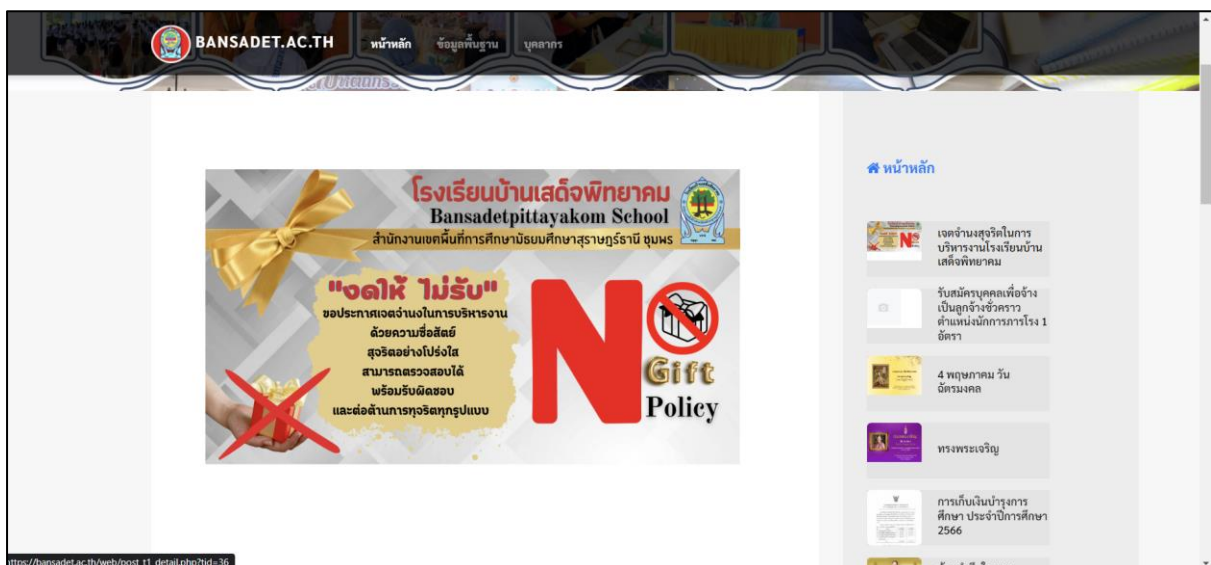 BANSADET.AC.TH
หน้าหลัก ข้อมูลพื้นฐาน บุคลากร
โรงเรียนบ้านเสด็จพิทยาคม
Bansadetpittayakom School
สำนักงานเขตพื้นที่การศึกษามัธยมศึกษาสุราษฎร์ธานี ชุมพร
"งดให้ ไม่รับ"
ขอประกาศเจตจำนงในการบริหารงาน
ด้วยความซื่อสัตย์
สุจริตอย่างโปร่งใส
สามารถตรวจสอบได้
พร้อมรับผิดชอบ
และต่อต้านการทุจริตทุกรูปแบบ
NO
Gift
Policy
หน้าหลัก
เจตจำนงสุจริตในการ
บริหารงานโรงเรียนบ้าน
เสด็จพิทยาคม
รับสมัครบุคคลเพื่อจ้าง
เป็นลูกจ้างชั่วคราว
ตำแหน่งนักการภารโรง 1
อัตรา
4 พฤษภาคม วัน
ฉัตรมงคล
ทรงพระเจริญ
การเก็บเงินบำรุงการ
ศึกษา ประจำปีการศึกษา
2566
https://bansadet.ac.th/web/post_t1_detail.php?tid=36